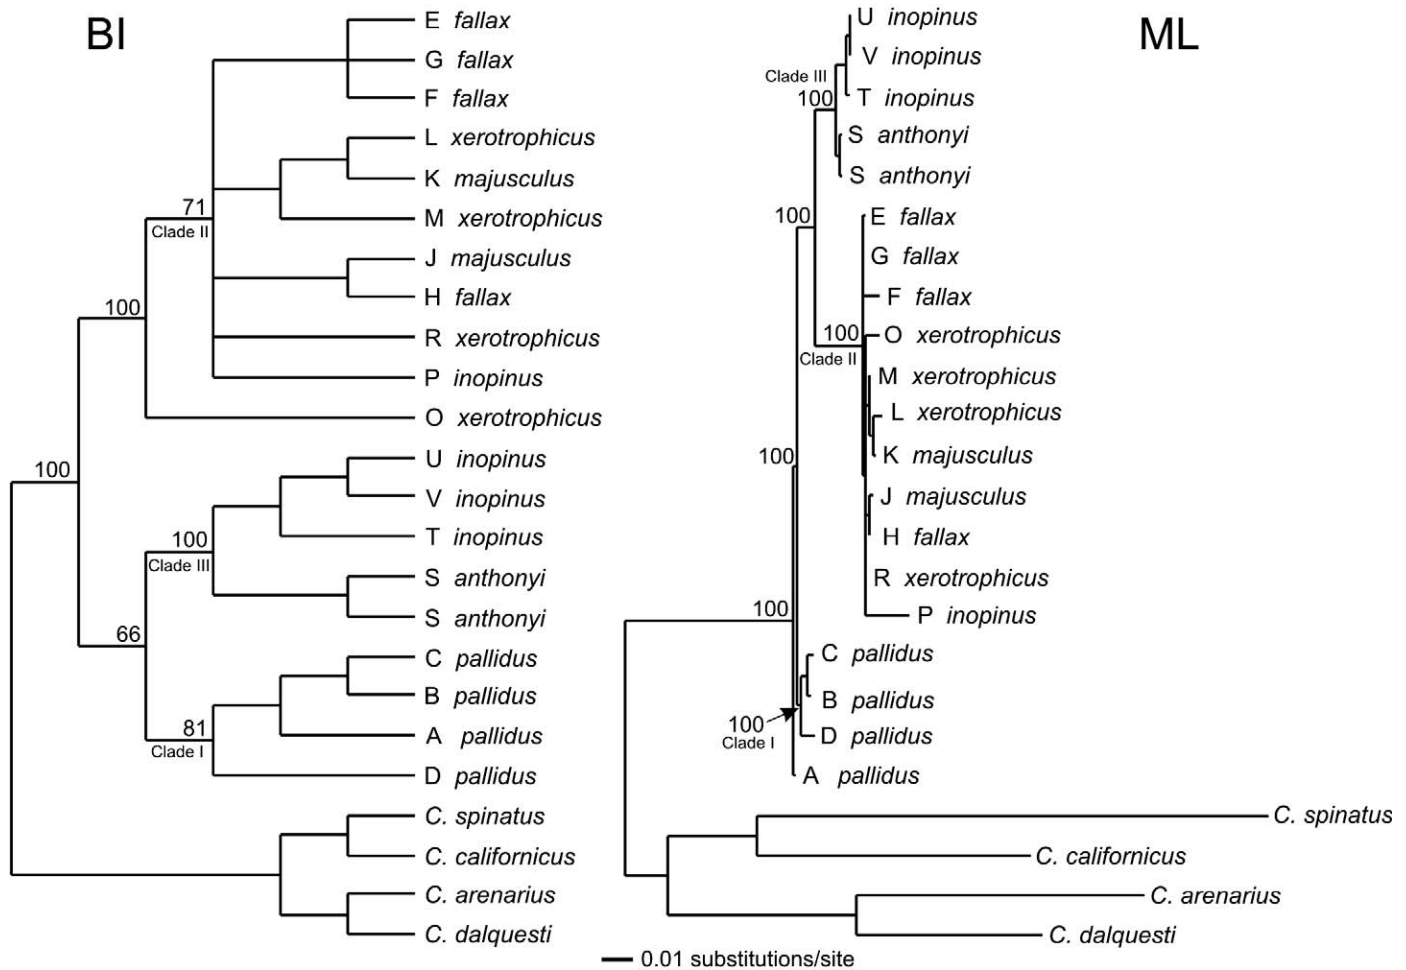 BI
E fallax
G fallax
F fallax
L xerotrophicus
K majusculus
M xerotrophicus
71
Clade II
J majusculus
H fallax
R xerotrophicus
P inopinus
100
O xerotrophicus
100
U inopinus
V inopinus
T inopinus
100
Clade III
S anthonyi
S anthonyi
66
C pallidus
B pallidus
A pallidus
81
Clade I
D pallidus
C. spinatus
C. californicus
C. arenarius
C. dalquesti
ML
U inopinus
V inopinus
Clade III
100
T inopinus
S anthonyi
S anthonyi
100
E fallax
G fallax
F fallax
100
Clade II
O xerotrophicus
M xerotrophicus
L xerotrophicus
K majusculus
100
J majusculus
H fallax
R xerotrophicus
P inopinus
100
C pallidus
B pallidus
100
Clade I
D pallidus
A pallidus
C. spinatus
C. californicus
C. arenarius
C. dalquesti
0.01 substitutions/site